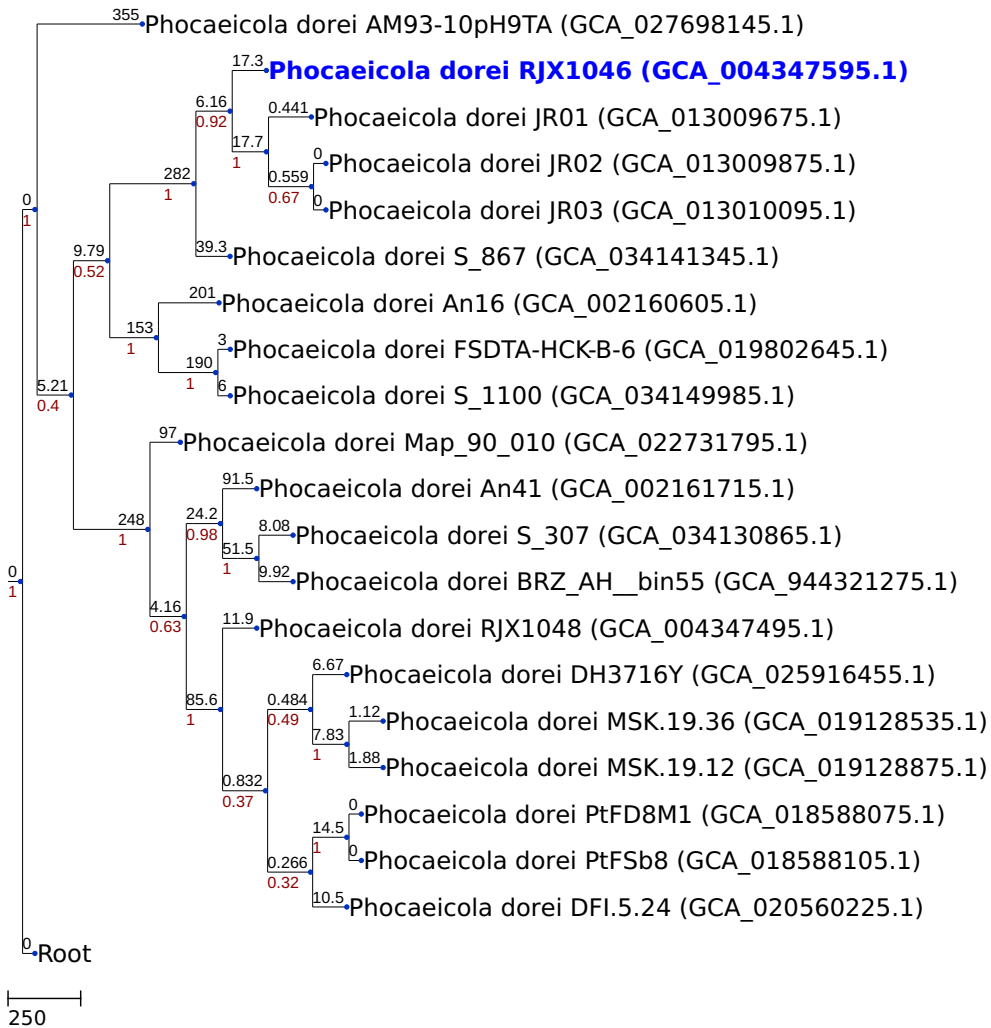 355
Phocaeicola dorei AM93-10pH9TA (GCA_027698145.1)
17.3
Phocaeicola dorei RJX1046 (GCA_004347595.1)
6.16
0.92
0.441
Phocaeicola dorei JR01 (GCA_013009675.1)
17.7
1
0
Phocaeicola dorei JR02 (GCA_013009875.1)
282
1
0.559
0.67
0
Phocaeicola dorei JR03 (GCA_013010095.1)
0
1
39.3
Phocaeicola dorei S_867 (GCA_034141345.1)
9.79
0.52
201
Phocaeicola dorei An16 (GCA_002160605.1)
153
1
3
Phocaeicola dorei FSDTA-HCK-B-6 (GCA_019802645.1)
190
1
6
Phocaeicola dorei S_1100 (GCA_034149985.1)
5.21
0.4
97
Phocaeicola dorei Map_90_010 (GCA_022731795.1)
91.5
Phocaeicola dorei An41 (GCA_002161715.1)
248
1
24.2
0.98
8.08
Phocaeicola dorei S_307 (GCA_034130865.1)
51.5
1
9.92
Phocaeicola dorei BRZ_AH__bin55 (GCA_944321275.1)
0
1
4.16
0.63
11.9
Phocaeicola dorei RJX1048 (GCA_004347495.1)
6.67
Phocaeicola dorei DH3716Y (GCA_025916455.1)
85.6
1
0.484
0.49
1.12
Phocaeicola dorei MSK.19.36 (GCA_019128535.1)
7.83
1
1.88
Phocaeicola dorei MSK.19.12 (GCA_019128875.1)
0.832
0.37
0
Phocaeicola dorei PtFD8M1 (GCA_018588075.1)
14.5
1
0
Phocaeicola dorei PtFSb8 (GCA_018588105.1)
0.266
0.32
10.5
Phocaeicola dorei DFI.5.24 (GCA_020560225.1)
0
Root
250